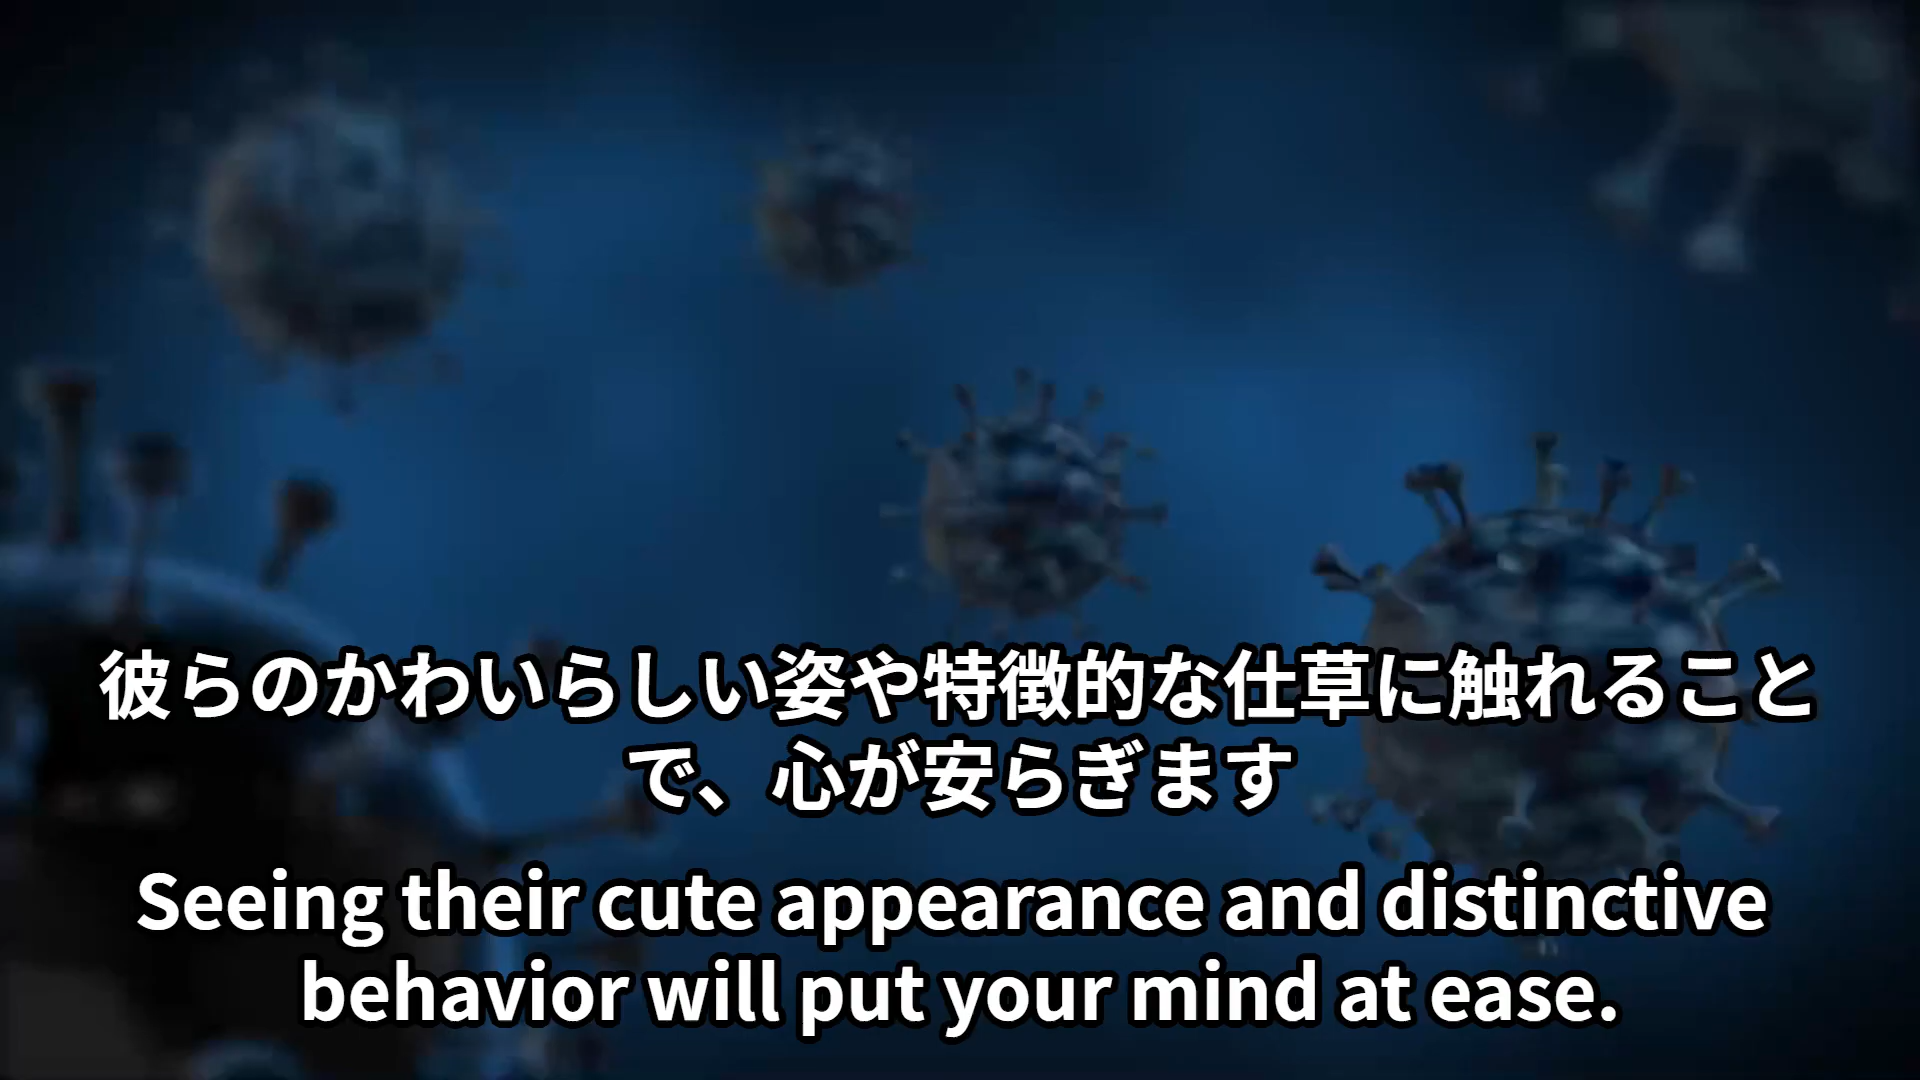 彼らのかわいらしい姿や特徴的な仕草に触れること
で、心が安らぎます
Seeing their cute appearance and distinctive
behavior will put your mind at ease.